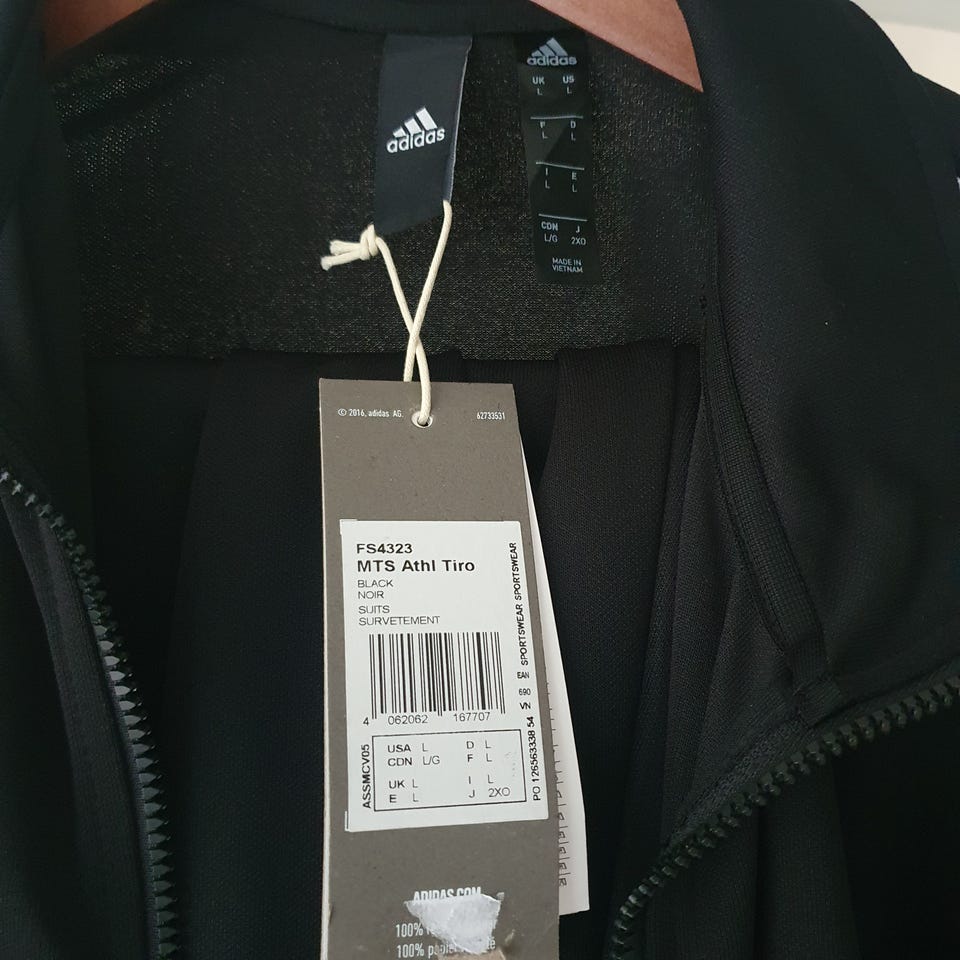 adidas
adidas
UK US
L L
F D
L L
I E
L L
CDN J
L/G 2XO
MADE IN
VIETNAM
© 2016, adidas AG. 62733531
FS4323
MTS Athl Tiro
BLACK
NOIR
SUITS
SURVETEMENT
4 062062 167707
USA L D L
CDN L/G F L
UK L I L
E L J 2XO
ASSMCV05
PO 126563338 54 VN 690 EAN SPORTSWEAR SPORTSWEAR
ADIDAS.COM
100%
100%